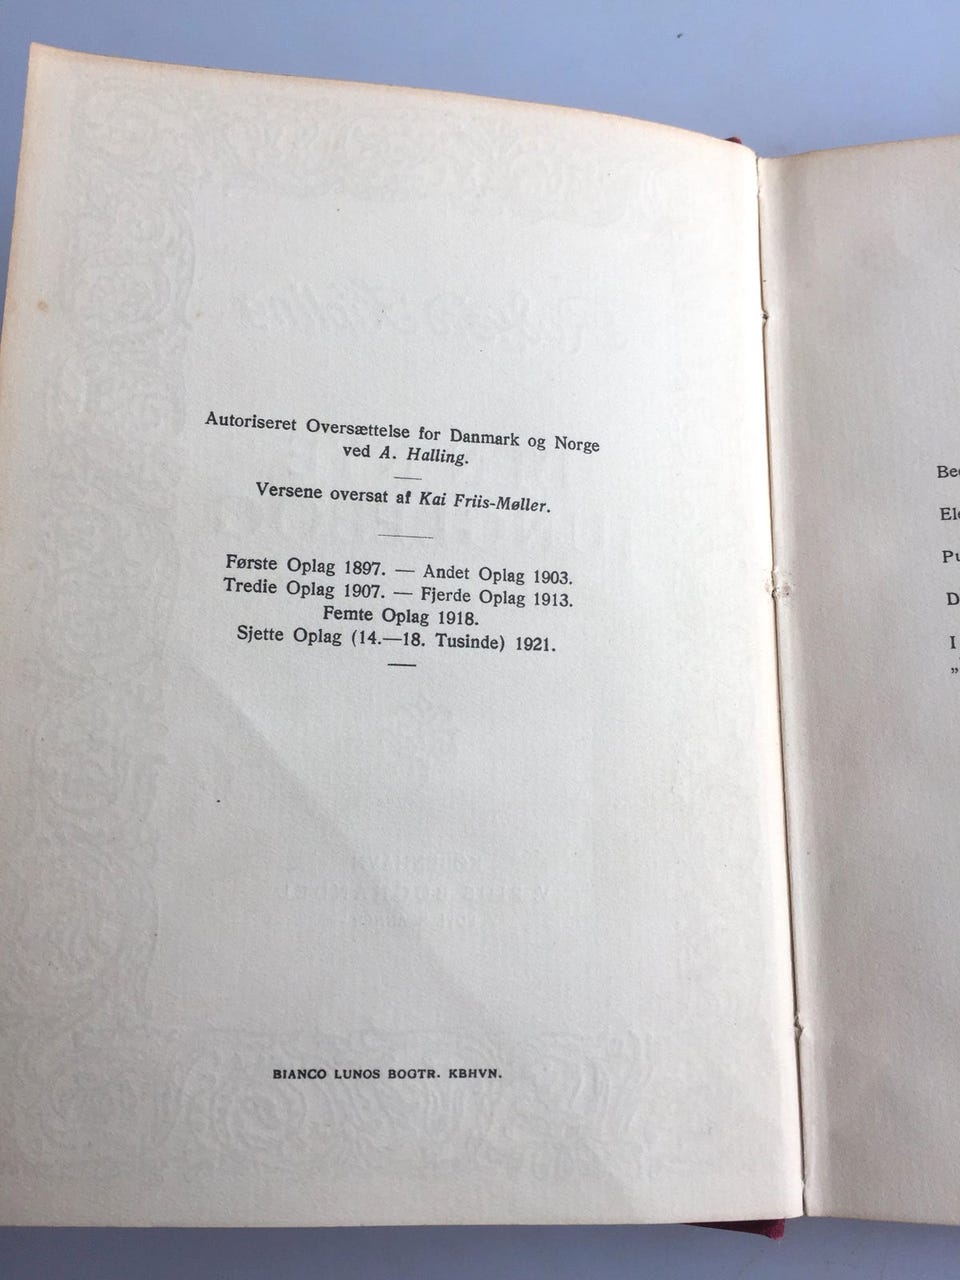 Autoriseret Oversættelse for Danmark og Norge
ved A. Halling.
Versene oversat af Kai Friis-Møller.
Første Oplag 1897. — Andet Oplag 1903.
Tredie Oplag 1907. — Fjerde Oplag 1913.
Femte Oplag 1918.
Sjette Oplag (14.—18. Tusinde) 1921.
BIANCO LUNOS BOGTR. KBHVN.